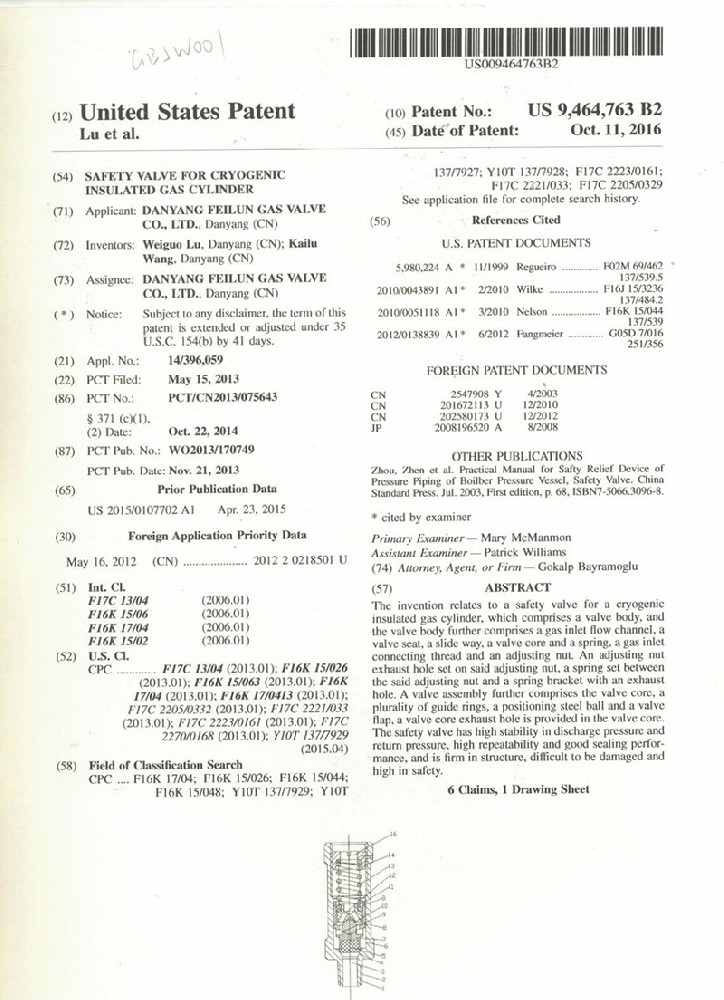 GBJW001
US009464763B2
(12) United States Patent
Lu et al.
(10) Patent No.: US 9,464,763 B2
(45) Date of Patent: Oct. 11, 2016
(54) SAFETY VALVE FOR CRYOGENIC
INSULATED GAS CYLINDER
(71) Applicant: DANYANG FEILUN GAS VALVE
CO., LTD., Danyang (CN)
(72) Inventors: Weiguo Lu, Danyang (CN); Kailu
Wang, Danyang (CN)
(73) Assignee: DANYANG FEILUN GAS VALVE
CO., LTD., Danyang (CN)
( * ) Notice: Subject to any disclaimer, the term of this
patent is extended or adjusted under 35
U.S.C. 154(b) by 41 days.
(21) Appl. No.: 14/396,059
(22) PCT Filed: May 15, 2013
(86) PCT No.: PCT/CN2013/075643
§ 371 (c)(1),
(2) Date: Oct. 22, 2014
(87) PCT Pub. No.: WO2013/170749
PCT Pub. Date: Nov. 21, 2013
(65) Prior Publication Data
US 2015/0107702 A1 Apr. 23, 2015
(30) Foreign Application Priority Data
May 16, 2012 (CN) ..................... 2012 2 0218501 U
(51) Int. Cl.
F17C 13/04 (2006.01)
F16K 15/06 (2006.01)
F16K 17/04 (2006.01)
F16K 15/02 (2006.01)
(52) U.S. Cl.
CPC ............ F17C 13/04 (2013.01); F16K 15/026
(2013.01); F16K 15/063 (2013.01); F16K
17/04 (2013.01); F16K 17/0413 (2013.01);
F17C 2205/0332 (2013.01); F17C 2221/033
(2013.01); F17C 2223/0161 (2013.01); F17C
2270/0168 (2013.01); Y10T 137/7929
(2015.04)
(58) Field of Classification Search
CPC .... F16K 17/04; F16K 15/026; F16K 15/044;
F16K 15/048; Y10T 137/7929; Y10T
137/7927; Y10T 137/7928; F17C 2223/0161;
F17C 2221/033; F17C 2205/0329
See application file for complete search history.
(56) References Cited
U.S. PATENT DOCUMENTS
5,980,224 A * 11/1999 Regueiro ............ F02M 69/462
137/539.5
2010/0043891 A1* 2/2010 Wilke .................. F16J 15/3236
137/484.2
2010/0051118 A1* 3/2010 Nelson ................ F16K 15/044
137/539
2012/0138839 A1* 6/2012 Fangmeier ........... G05D 7/016
251/356
FOREIGN PATENT DOCUMENTS
CN 2547908 Y 4/2003
CN 201672113 U 12/2010
CN 202580173 U 12/2012
JP 2008196520 A 8/2008
OTHER PUBLICATIONS
Zhou, Zhen et al. Practical Manual for Safty Relief Device of
Pressure Piping of Boilber Pressure Vessel, Safety Valve. China
Standard Press. Jul. 2003, First edition, p. 68, ISBN7-5066.3096-8.
* cited by examiner
Primary Examiner — Mary McManmon
Assistant Examiner — Patrick Williams
(74) Attorney, Agent, or Firm — Gokalp Bayramoglu
(57) ABSTRACT
The invention relates to a safety valve for a cryogenic
insulated gas cylinder, which comprises a valve body, and
the valve body further comprises a gas inlet flow channel, a
valve seat, a slide way, a valve core and a spring, a gas inlet
connecting thread and an adjusting nut. An adjusting nut
exhaust hole set on said adjusting nut, a spring set between
the said adjusting nut and a spring bracket with an exhaust
hole. A valve assembly further comprises the valve core, a
plurality of guide rings, a positioning steel ball and a valve
flap, a valve core exhaust hole is provided in the valve core.
The safety valve has high stability in discharge pressure and
return pressure, high repeatability and good sealing perfor-
mance, and is firm in structure, difficult to be damaged and
high in safety.
6 Claims, 1 Drawing Sheet
16
14
13
12
11